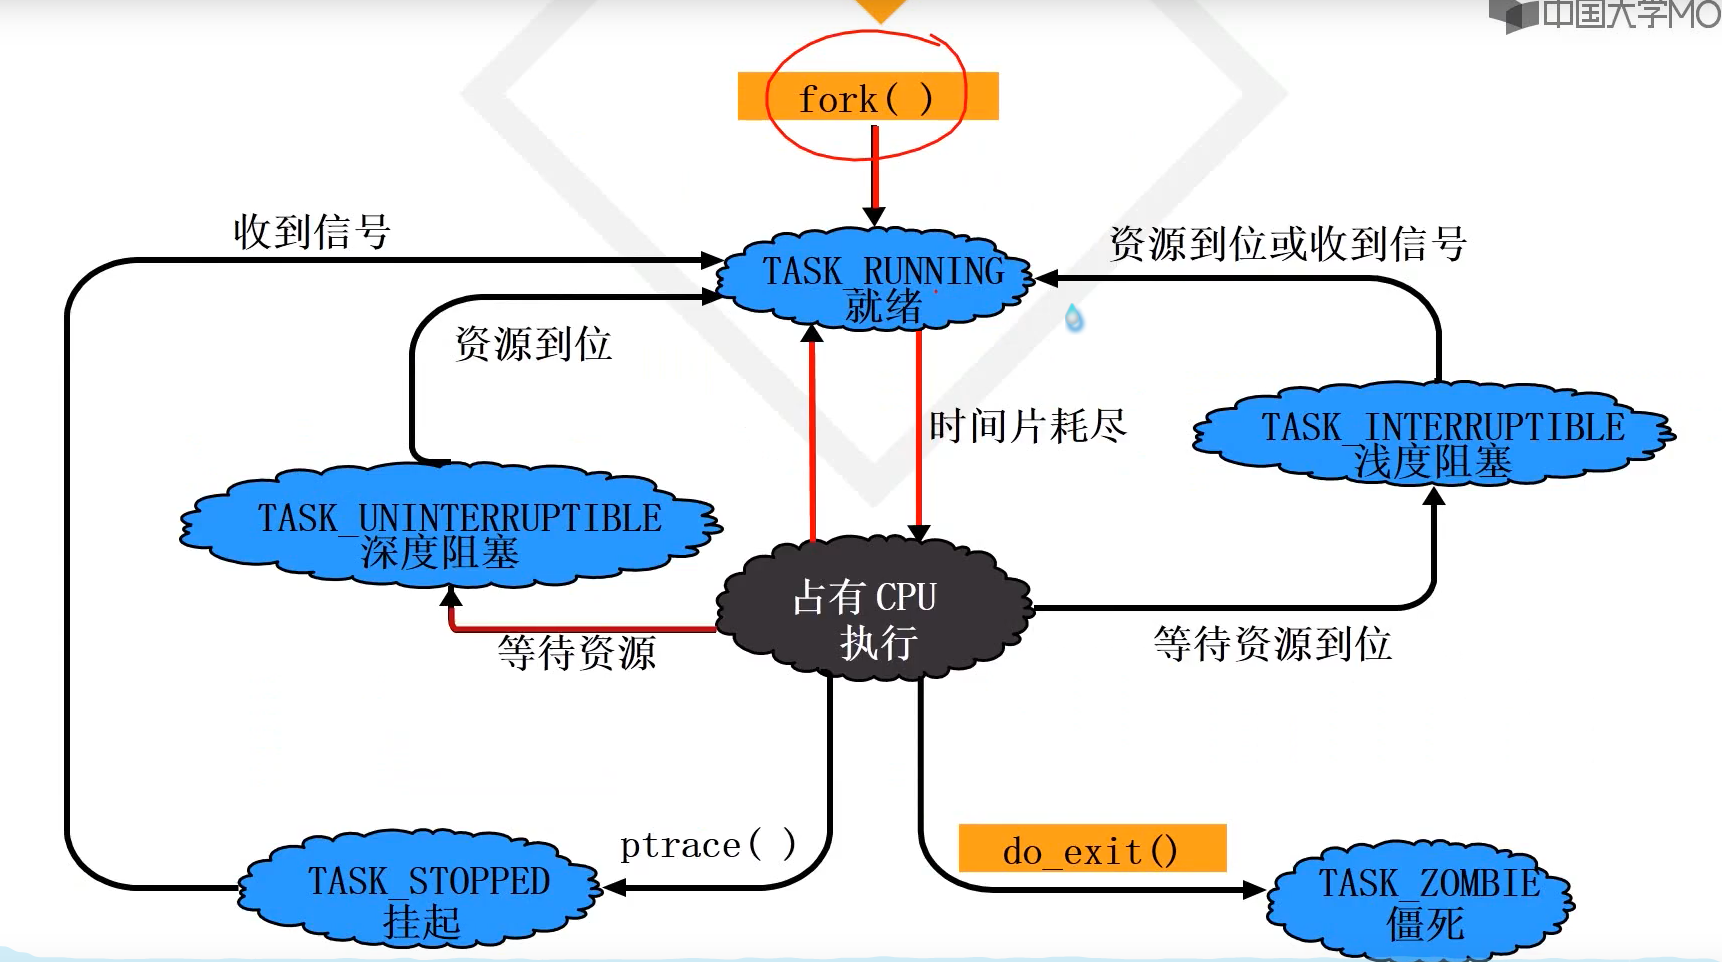 中国大学MO
fork( )
收到信号
资源到位或收到信号
TASK_RUNNING
就绪
资源到位
时间片耗尽
TASK_INTERRUPTIBLE
浅度阻塞
TASK_UNINTERRUPTIBLE
深度阻塞
占有 CPU
执行
等待资源
等待资源到位
ptrace( )
do_exit()
TASK_STOPPED
挂起
TASK_ZOMBIE
僵死